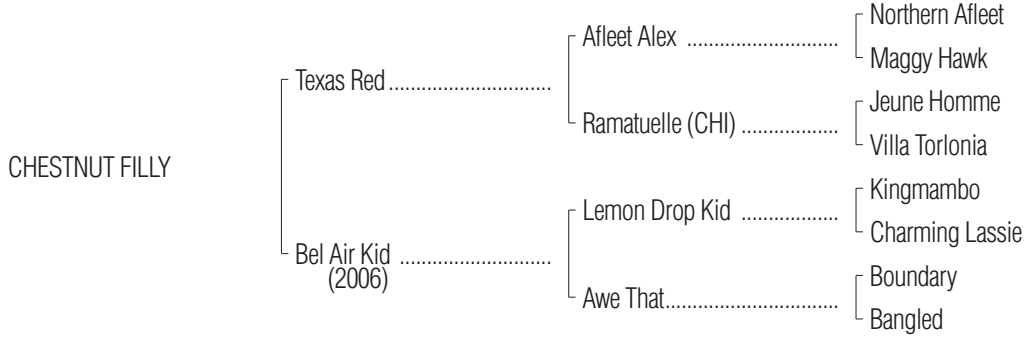 Northern Afleet
Afleet Alex ............................
Maggy Hawk
Texas Red ..............................
Jeune Homme
Ramatuelle (CHI) ..................
Villa Torlonia
CHESTNUT FILLY
Kingmambo
Lemon Drop Kid ..................
Charming Lassie
Bel Air Kid ............................
(2006)
Boundary
Awe That................................
Bangled